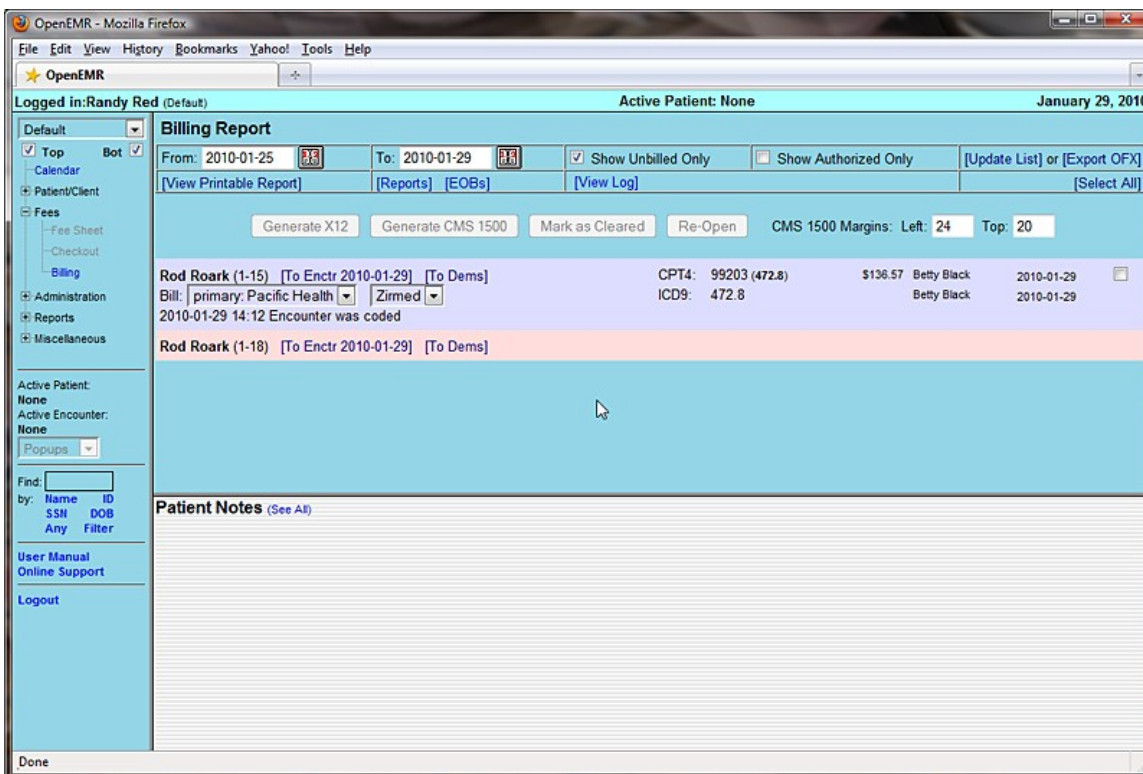 OpenEMR - Mozilla Firefox
File Edit View History Bookmarks Yahoo! Tools Help
OpenEMR
Logged in:Randy Red (Default) Active Patient: None January 29, 2010
Default
Top Bot
Calendar
Patient/Client
Fees
Fee Sheet
Checkout
Billing
Administration
Reports
Miscellaneous
Active Patient:
None
Active Encounter:
None
Popups
Find:
by: Name ID
SSN DOB
Any Filter
User Manual
Online Support
Logout
Billing Report
From: 2010-01-25 To: 2010-01-29 Show Unbilled Only Show Authorized Only [Update List] or [Export OFX]
[View Printable Report] [Reports] [EOBs] [View Log] [Select All]
Generate X12 Generate CMS 1500 Mark as Cleared Re-Open CMS 1500 Margins: Left: 24 Top: 20
Rod Roark (1-15) [To Enctr 2010-01-29] [To Dems] CPT4: 99203 (472.8) $136.57 Betty Black 2010-01-29
Bill: primary: Pacific Health Zirmed ICD9: 472.8 Betty Black 2010-01-29
2010-01-29 14:12 Encounter was coded
Rod Roark (1-18) [To Enctr 2010-01-29] [To Dems]
Patient Notes (See All)
Done